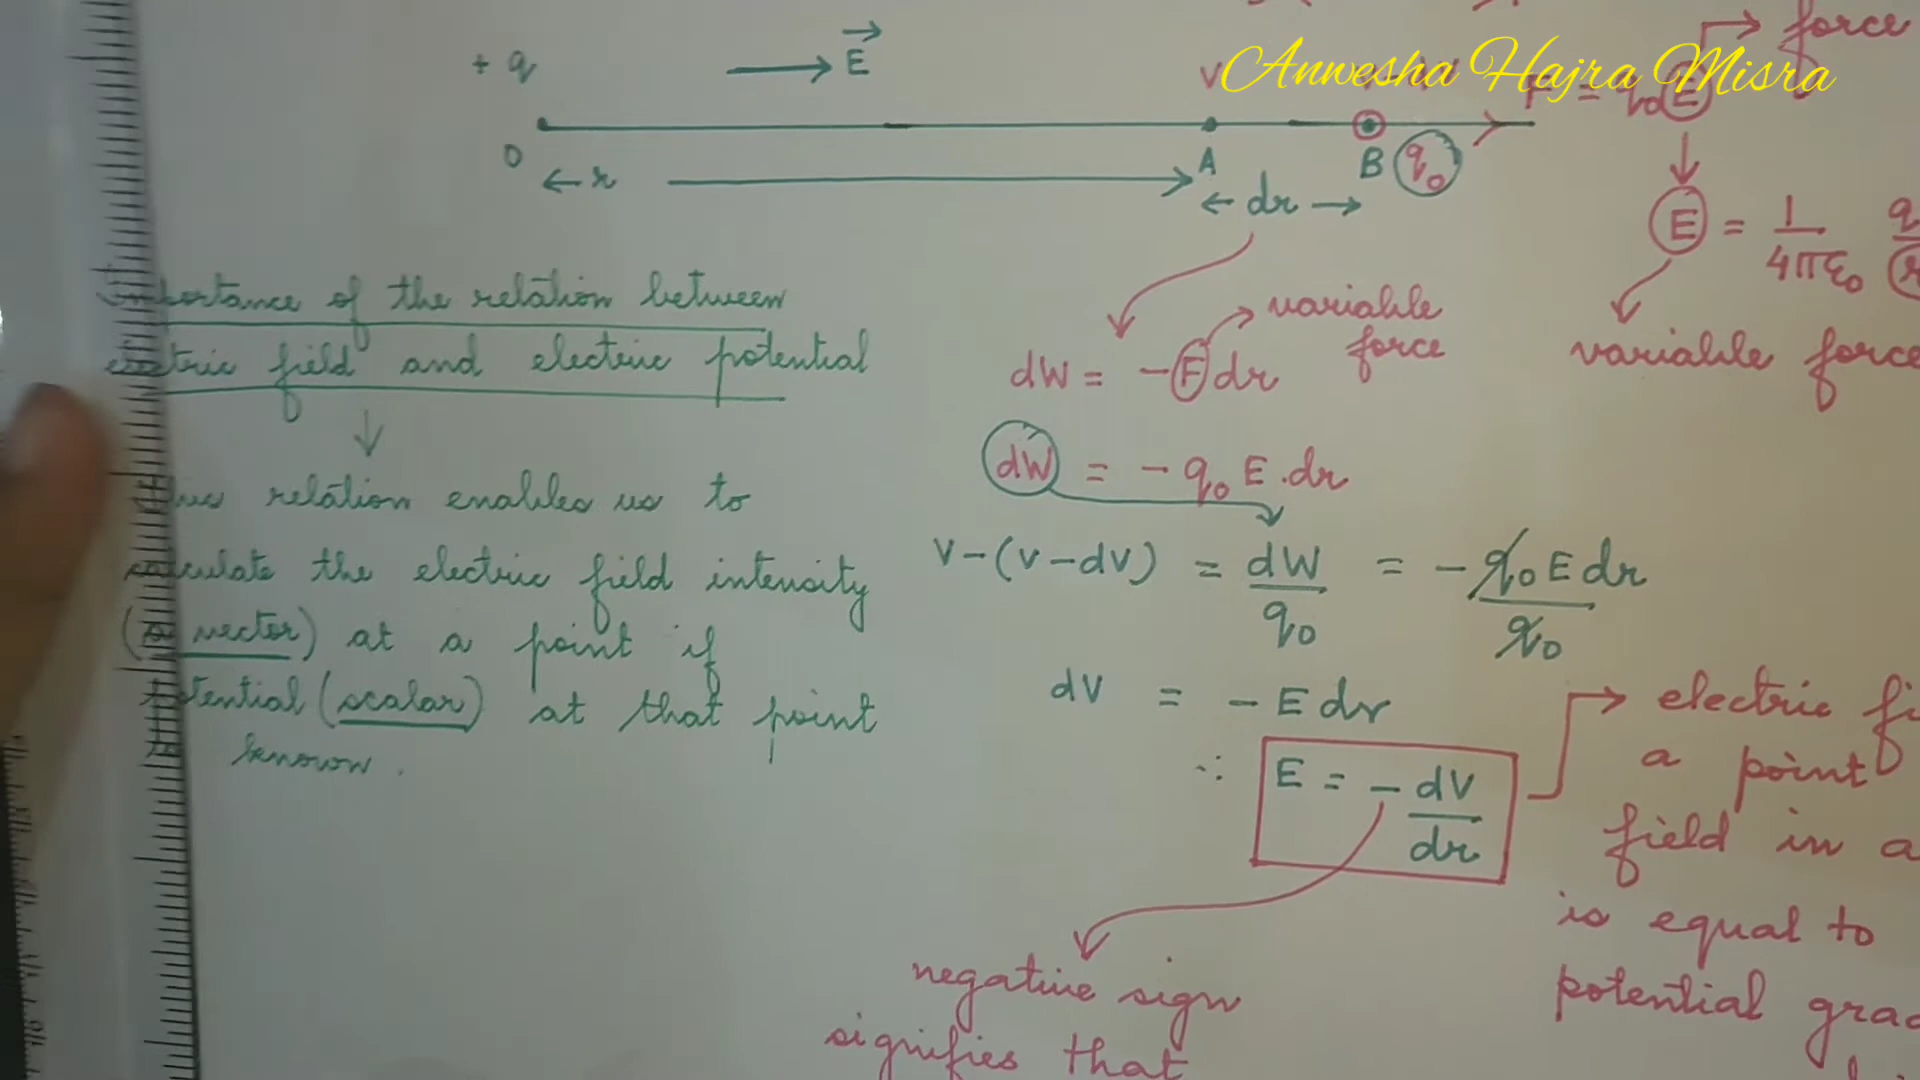 Anwesha Hajra Misra
force
+ q
→ E
V
F = q₀E
O
A
B
q₀
← r →
← dr →
E = 1/4πε₀ q
variable force
Importance of the relation between
electric field and electric potential
variable
force
dW = - F dr
dW = - q₀ E . dr
This relation enables us to
calculate the electric field intensity
(a vector) at a point if
potential (scalar) at that point
is known .
V - (V - dV) = dW/q₀ = - q₀ E dr/q₀
dV = - E dr
∴ E = - dV/dr
electric fi
a point
field in a
is equal to
potential grad
negative sign
signifies that